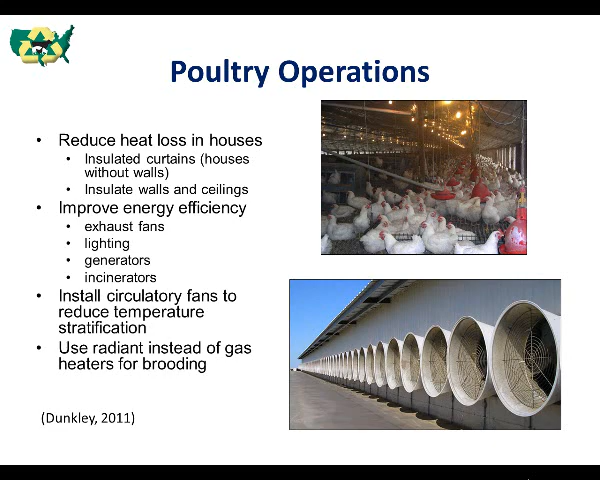 Poultry Operations
• Reduce heat loss in houses
• Insulated curtains (houses
without walls)
• Insulate walls and ceilings
• Improve energy efficiency
• exhaust fans
• lighting
• generators
• incinerators
• Install circulatory fans to
reduce temperature
stratification
• Use radiant instead of gas
heaters for brooding
(Dunkley, 2011)